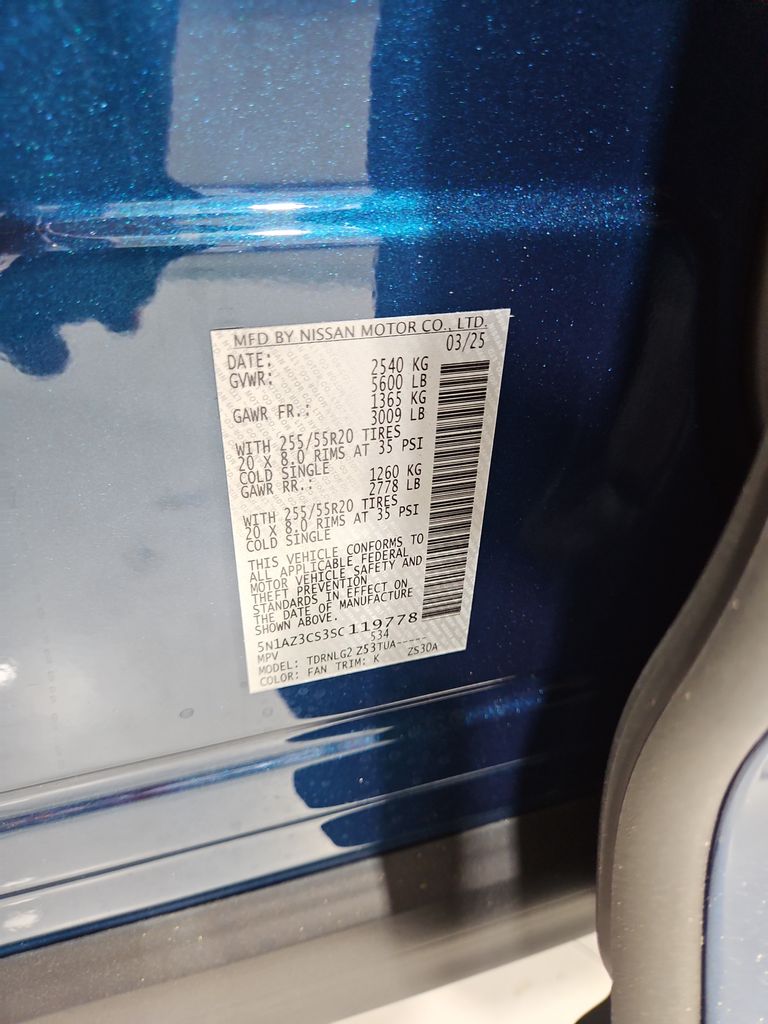 MFD BY NISSAN MOTOR CO., LTD.
DATE: 03/25
GVWR: 2540 KG
5600 LB
GAWR FR.: 1365 KG
3009 LB
WITH 255/55R20 TIRES
20 X 8.0 RIMS AT 35 PSI
COLD SINGLE
GAWR RR.: 1260 KG
2778 LB
WITH 255/55R20 TIRES
20 X 8.0 RIMS AT 35 PSI
COLD SINGLE
THIS VEHICLE CONFORMS TO
ALL APPLICABLE FEDERAL
MOTOR VEHICLE SAFETY AND
THEFT PREVENTION
STANDARDS IN EFFECT ON
THE DATE OF MANUFACTURE
SHOWN ABOVE.
5N1AZ3CS3SC119778
MPV 534
MODEL: TDRNLG2 Z53TUA-----
COLOR: FAN TRIM: K ZS30A